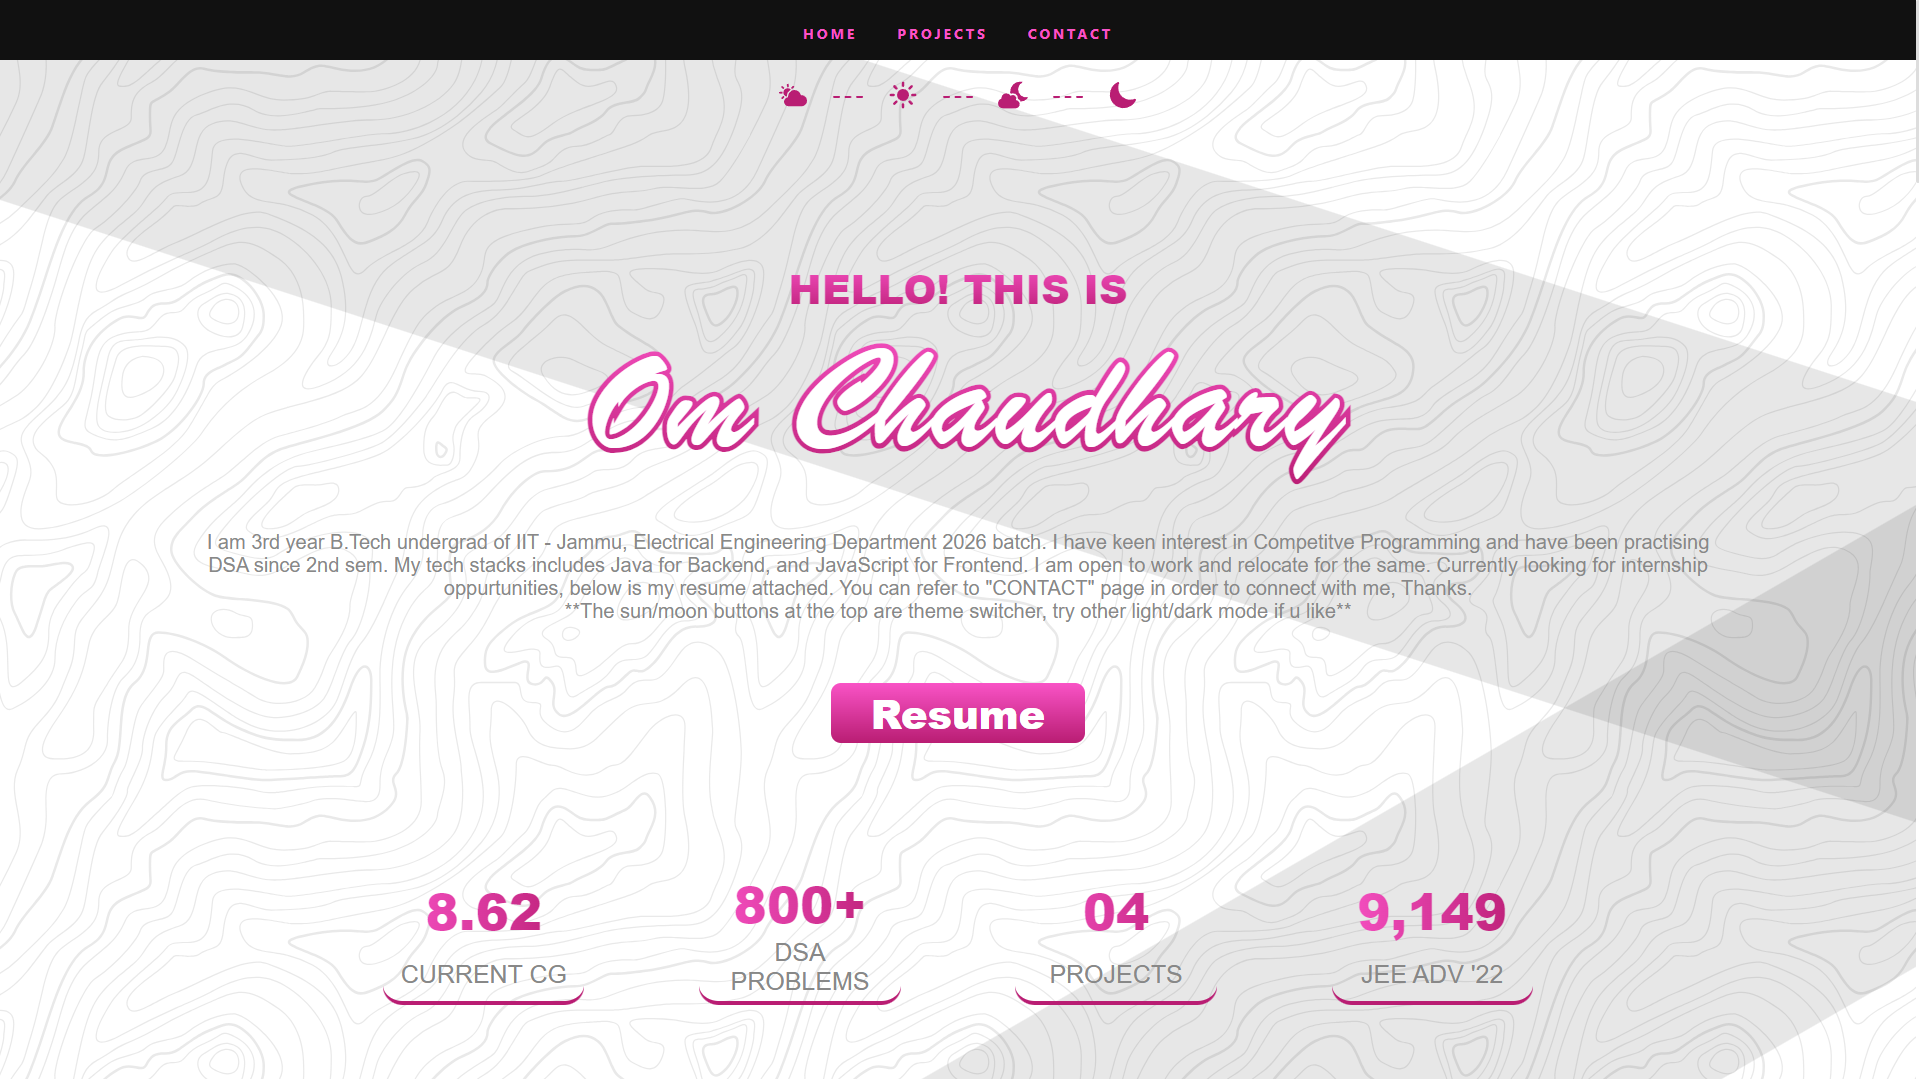 HOME PROJECTS CONTACT
HELLO! THIS IS
Om Chaudhary
I am 3rd year B.Tech undergrad of IIT - Jammu, Electrical Engineering Department 2026 batch. I have keen interest in Competitve Programming and have been practising
DSA since 2nd sem. My tech stacks includes Java for Backend, and JavaScript for Frontend. I am open to work and relocate for the same. Currently looking for internship
oppurtunities, below is my resume attached. You can refer to "CONTACT" page in order to connect with me, Thanks.
**The sun/moon buttons at the top are theme switcher, try other light/dark mode if u like**
Resume
8.62
CURRENT CG
800+
DSA
PROBLEMS
04
PROJECTS
9,149
JEE ADV '22